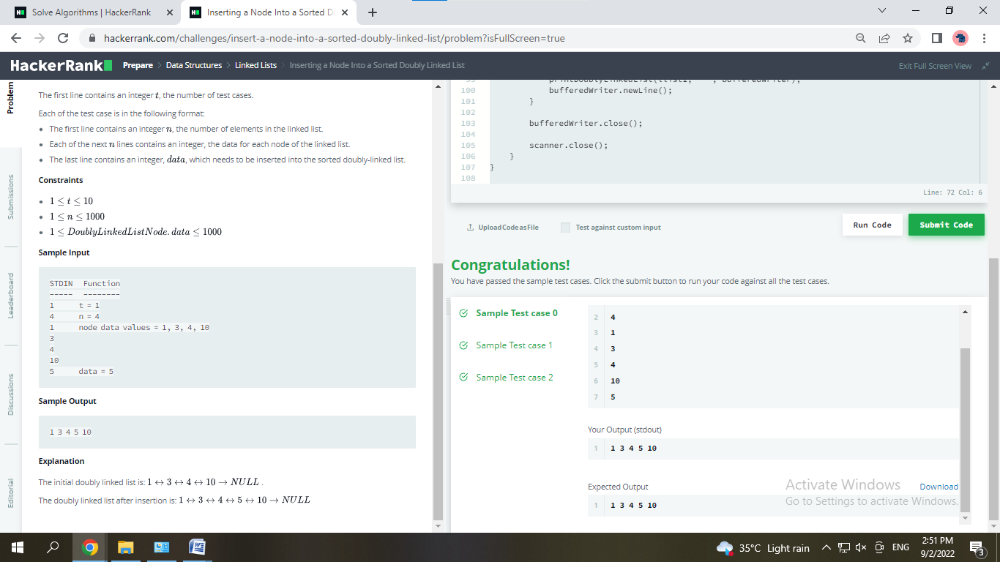 Solve Algorithms | HackerRank
Inserting a Node Into a Sorted D
hackerrank.com/challenges/insert-a-node-into-a-sorted-doubly-linked-list/problem?isFullScreen=true
HackerRank
Prepare > Data Structures > Linked Lists > Inserting a Node Into a Sorted Doubly Linked List
Exit Full Screen View
Problem
Submissions
Leaderboard
Discussions
Editorial
The first line contains an integer t, the number of test cases.
Each of the test case is in the following format:
• The first line contains an integer n, the number of elements in the linked list.
• Each of the next n lines contains an integer, the data for each node of the linked list.
• The last line contains an integer, data, which needs to be inserted into the sorted doubly-linked list.
Constraints
• 1 ≤ t ≤ 10
• 1 ≤ n ≤ 1000
• 1 ≤ DoublyLinkedListNode.data ≤ 1000
Sample Input
STDIN Function
----- --------
1 t = 1
4 n = 4
1 node data values = 1, 3, 4, 10
3
4
10
5 data = 5
Sample Output
1 3 4 5 10
Explanation
The initial doubly linked list is: 1 ↔ 3 ↔ 4 ↔ 10 → NULL .
The doubly linked list after insertion is: 1 ↔ 3 ↔ 4 ↔ 5 ↔ 10 → NULL
100 bufferedWriter.newLine();
101 }
102
103 bufferedWriter.close();
104
105 scanner.close();
106 }
107 }
108
Line: 72 Col: 6
Upload Code as File
Test against custom input
Run Code
Submit Code
Congratulations!
You have passed the sample test cases. Click the submit button to run your code against all the test cases.
Sample Test case 0
Sample Test case 1
Sample Test case 2
2 4
3 1
4 3
5 4
6 10
7 5
Your Output (stdout)
1 1 3 4 5 10
Expected Output
Download
1 1 3 4 5 10
Activate Windows
Go to Settings to activate Windows.
35°C Light rain
ENG
2:51 PM
9/2/2022
3